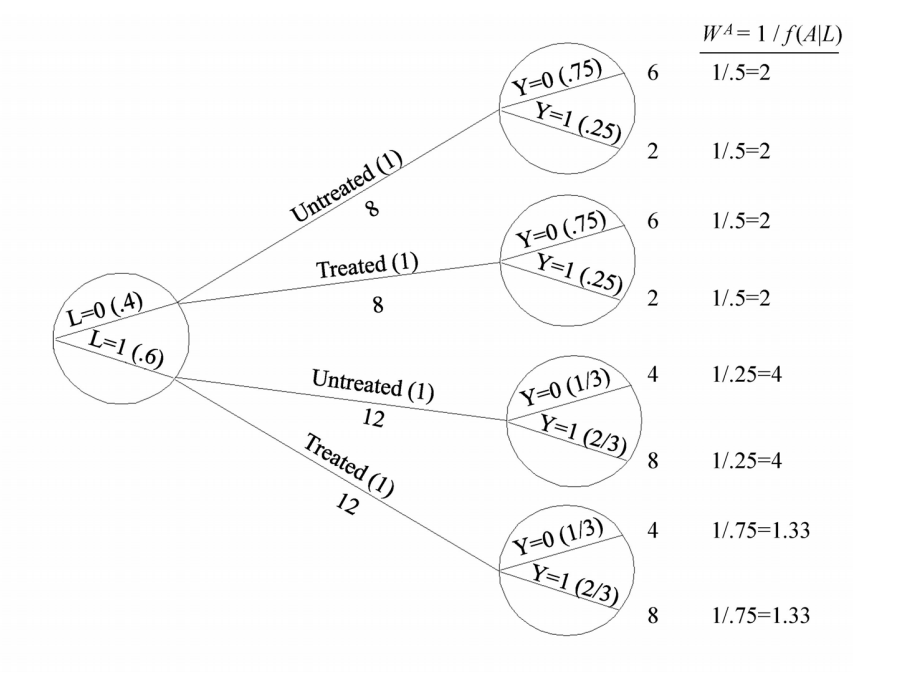 W^A = 1 / f(A|L)
Y=0 (.75) 6 1/.5=2
Y=1 (.25) 2 1/.5=2
Untreated (1)
8
Y=0 (.75) 6 1/.5=2
Y=1 (.25) 2 1/.5=2
Treated (1)
8
L=0 (.4)
L=1 (.6)
Untreated (1)
12
Y=0 (1/3) 4 1/.25=4
Y=1 (2/3) 8 1/.25=4
Treated (1)
12
Y=0 (1/3) 4 1/.75=1.33
Y=1 (2/3) 8 1/.75=1.33